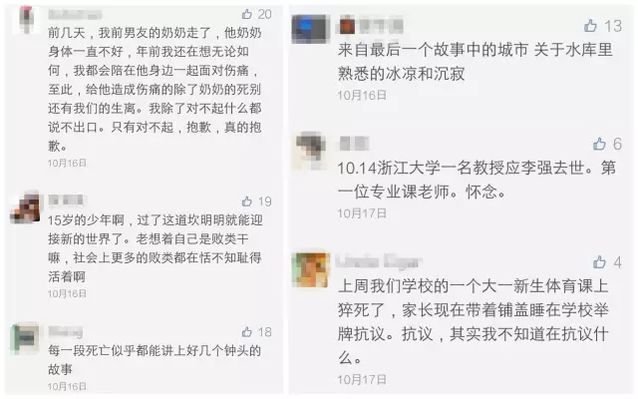 20
前几天，我前男友的奶奶走了，他奶奶
身体一直不好，年前我还在想无论如
何，我都会陪在他身边一起面对伤痛，
至此，给他造成伤痛的除了奶奶的死别
还有我们的生离。我除了对不起什么都
说不出口。只有对不起，抱歉，真的抱
歉。
10月16日
19
15岁的少年啊，过了这道坎明明就能迎
接新的世界了。老想着自己是败类干
嘛，社会上更多的败类都在恬不知耻得
活着啊
10月16日
18
每一段死亡似乎都能讲上好几个钟头的
故事
10月16日
13
来自最后一个故事中的城市 关于水库里
熟悉的冰凉和沉寂
10月16日
6
10.14浙江大学一名教授应李强去世。第
一位专业课老师。怀念。
10月17日
4
上周我们学校的一个大一新生体育课上
猝死了，家长现在带着铺盖睡在学校举
牌抗议。抗议，其实我不知道在抗议什
么。
10月17日